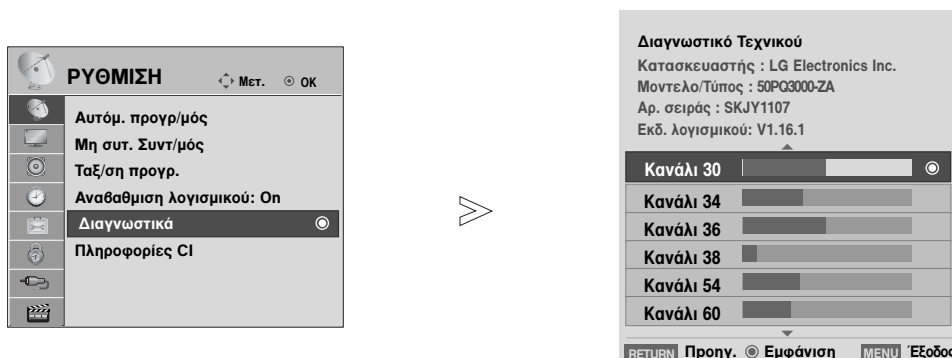 ΡΥΘΜΙΣΗ Μετ. OK
Αυτόμ. προγρ/μός
Μη συτ. Συντ/μός
Ταξ/ση προγρ.
Αναβαθμιση λογισμικού: On
Διαγνωστικά
Πληροφορίες CI
Διαγνωστικό Τεχνικού
Κατασκευαστής : LG Electronics Inc.
Μοντελο/Τύπος : 50PQ3000-ZA
Αρ. σειράς : SKJY1107
Εκδ. λογισμικού: V1.16.1
Κανάλι 30
Κανάλι 34
Κανάλι 36
Κανάλι 38
Κανάλι 54
Κανάλι 60
RETURN Προηγ. Εμφάνιση MENU Έξοδος